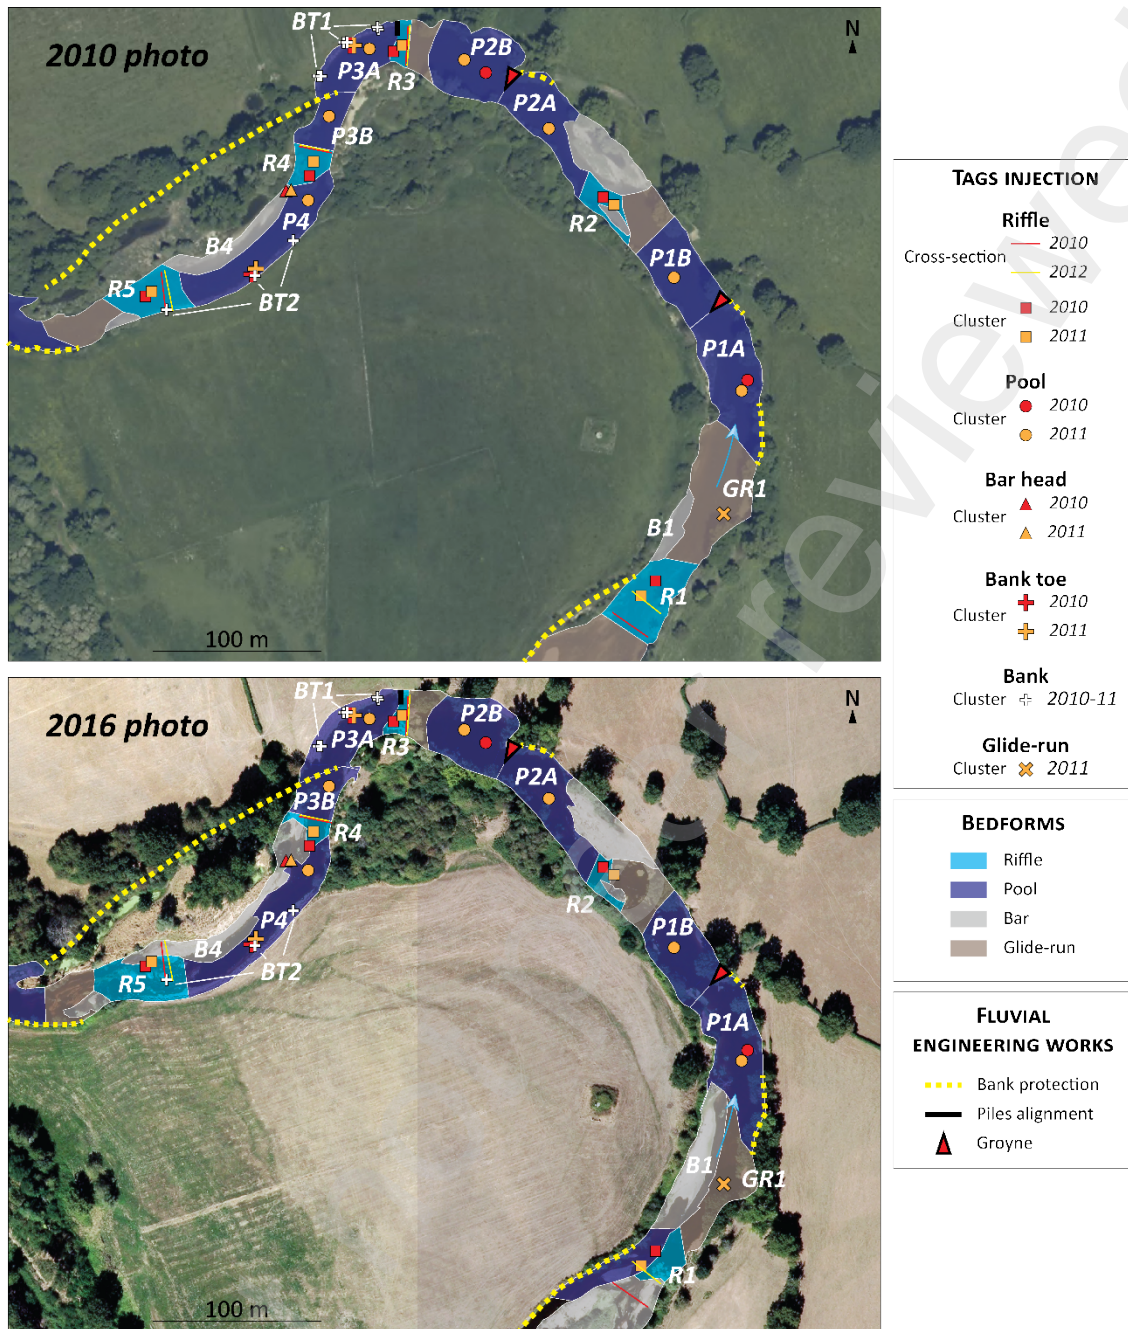 2010 photo
BT1
N
P3A
R3
P2B
P2A
P3B
R4
P4
R2
B4
R5
BT2
P1B
P1A
GR1
B1
R1
100 m
2016 photo
BT1
N
P3A
R3
P2B
P2A
P3B
R4
P4
R2
B4
R5
BT2
P1B
P1A
B1
GR1
R1
100 m
TAGS INJECTION
Riffle
Cross-section
2010
2012
Cluster
2010
2011
Pool
Cluster
2010
2011
Bar head
Cluster
2010
2011
Bank toe
Cluster
2010
2011
Bank
Cluster 2010-11
Glide-run
Cluster 2011
BEDFORMS
Riffle
Pool
Bar
Glide-run
FLUVIAL
ENGINEERING WORKS
Bank protection
Piles alignment
Groyne